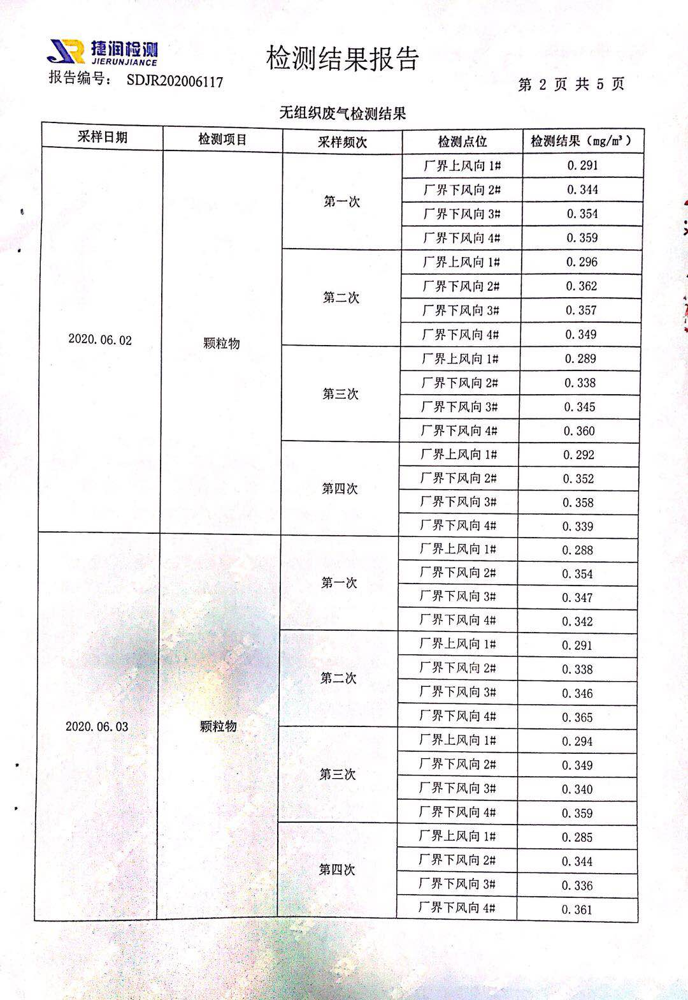 捷润检测
JIERUNJIANCE
检测结果报告
报告编号： SDJR202006117
第 2 页 共 5 页
无组织废气检测结果
采样日期 检测项目 采样频次 检测点位 检测结果（mg/m³）
2020.06.02 颗粒物 第一次 厂界上风向 1# 0.291
厂界下风向 2# 0.344
厂界下风向 3# 0.354
厂界下风向 4# 0.359
第二次 厂界上风向 1# 0.296
厂界下风向 2# 0.362
厂界下风向 3# 0.357
厂界下风向 4# 0.349
第三次 厂界上风向 1# 0.289
厂界下风向 2# 0.338
厂界下风向 3# 0.345
厂界下风向 4# 0.360
第四次 厂界上风向 1# 0.292
厂界下风向 2# 0.352
厂界下风向 3# 0.358
厂界下风向 4# 0.339
2020.06.03 颗粒物 第一次 厂界上风向 1# 0.288
厂界下风向 2# 0.354
厂界下风向 3# 0.347
厂界下风向 4# 0.342
第二次 厂界上风向 1# 0.291
厂界下风向 2# 0.338
厂界下风向 3# 0.346
厂界下风向 4# 0.365
第三次 厂界上风向 1# 0.294
厂界下风向 2# 0.349
厂界下风向 3# 0.340
厂界下风向 4# 0.359
第四次 厂界上风向 1# 0.285
厂界下风向 2# 0.344
厂界下风向 3# 0.336
厂界下风向 4# 0.361